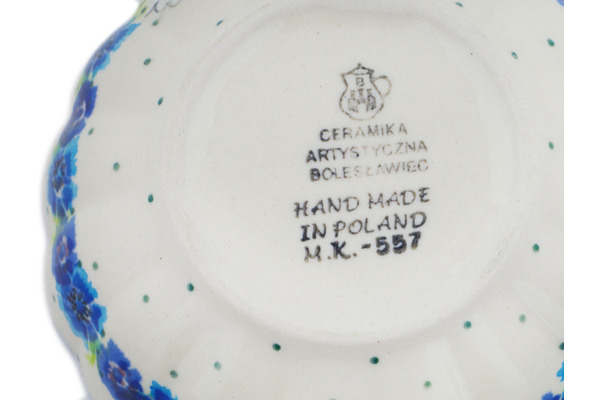 B
CERAMIKA
ARTYSTYCZNA
BOLESŁAWIEC
HAND MADE
IN POLAND
M.K.-557